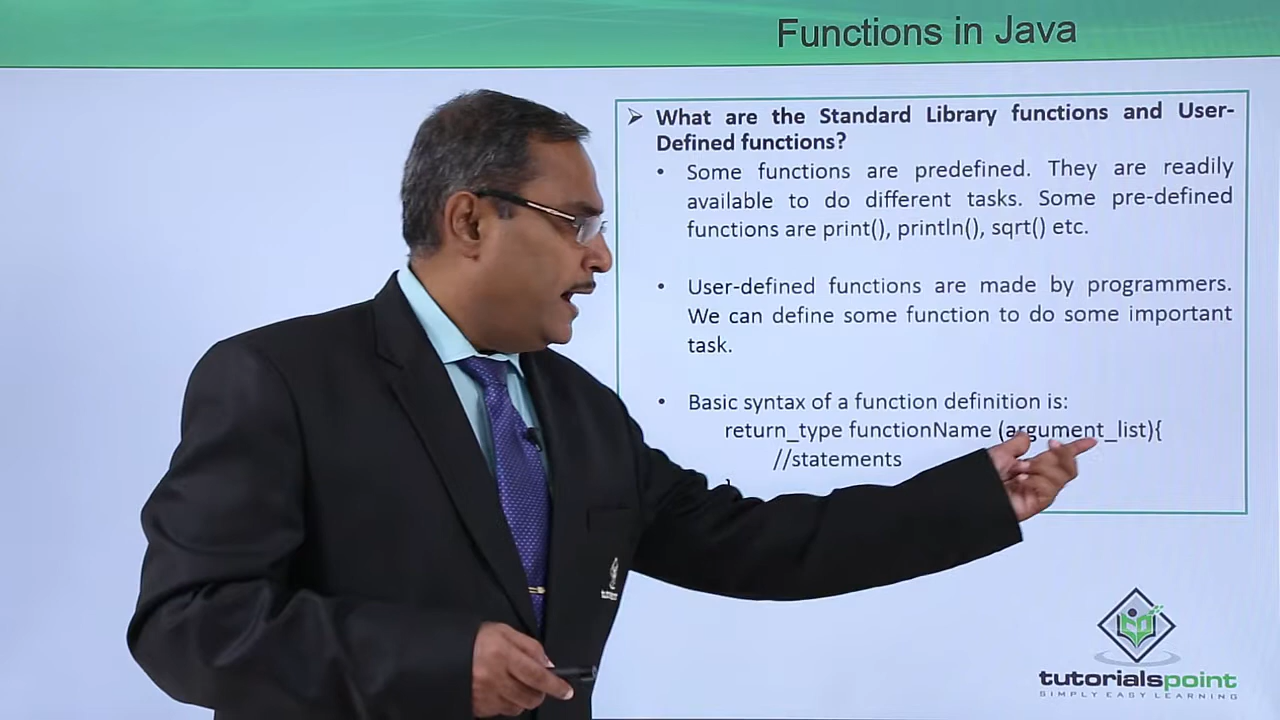 Functions in Java
➢ What are the Standard Library functions and User-
Defined functions?
• Some functions are predefined. They are readily
available to do different tasks. Some pre-defined
functions are print(), println(), sqrt() etc.
• User-defined functions are made by programmers.
We can define some function to do some important
task.
• Basic syntax of a function definition is:
return_type functionName (argument_list){
//statements
tutorialspoint
SIMPLY EASY LEARNING